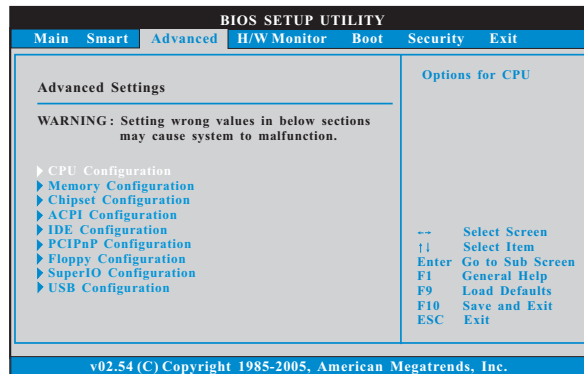 BIOS SETUP UTILITY
Main Smart Advanced H/W Monitor Boot Security Exit
Advanced Settings
WARNING : Setting wrong values in below sections
may cause system to malfunction.
CPU Configuration
Memory Configuration
Chipset Configuration
ACPI Configuration
IDE Configuration
PCIPnP Configuration
Floppy Configuration
SuperIO Configuration
USB Configuration
Options for CPU
←→ Select Screen
↑↓ Select Item
Enter Go to Sub Screen
F1 General Help
F9 Load Defaults
F10 Save and Exit
ESC Exit
v02.54 (C) Copyright 1985-2005, American Megatrends, Inc.